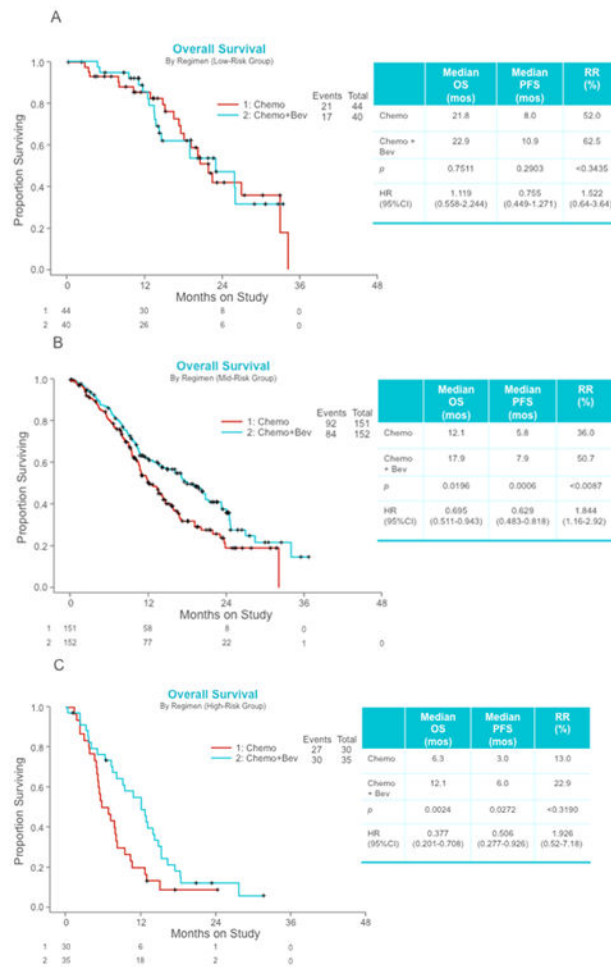 A
Overall Survival
By Regimen (Low-Risk Group)
Events Total
1: Chemo 21 44
2: Chemo+Bev 17 40
Proportion Surviving
1.0
0.8
0.6
0.4
0.2
0.0
0 12 24 36 48
Months on Study
1 44 30 8 0
2 40 26 6 0
Median OS (mos) Median PFS (mos) RR (%)
Chemo 21.8 8.0 52.0
Chemo + Bev 22.9 10.9 62.5
p 0.7511 0.2903 <0.3435
HR (95%CI) 1.119 (0.558-2.244) 0.755 (0.449-1.271) 1.522 (0.64-3.64)
B
Overall Survival
By Regimen (Mid-Risk Group)
Events Total
1: Chemo 92 151
2: Chemo+Bev 84 152
Proportion Surviving
1.0
0.8
0.6
0.4
0.2
0.0
0 12 24 36 48
Months on Study
1 151 58 8 0
2 152 77 22 1 0
Median OS (mos) Median PFS (mos) RR (%)
Chemo 12.1 5.8 36.0
Chemo + Bev 17.9 7.9 50.7
p 0.0196 0.0006 <0.0087
HR (95%CI) 0.695 (0.511-0.943) 0.629 (0.483-0.818) 1.844 (1.16-2.92)
C
Overall Survival
By Regimen (High-Risk Group)
Events Total
1: Chemo 27 30
2: Chemo+Bev 30 35
Proportion Surviving
1.0
0.8
0.6
0.4
0.2
0.0
0 12 24 36 48
Months on Study
1 30 6 1 0
2 35 18 2 0
Median OS (mos) Median PFS (mos) RR (%)
Chemo 6.3 3.0 13.0
Chemo + Bev 12.1 6.0 22.9
p 0.0024 0.0272 <0.3190
HR (95%CI) 0.377 (0.201-0.708) 0.506 (0.277-0.926) 1.926 (0.52-7.18)